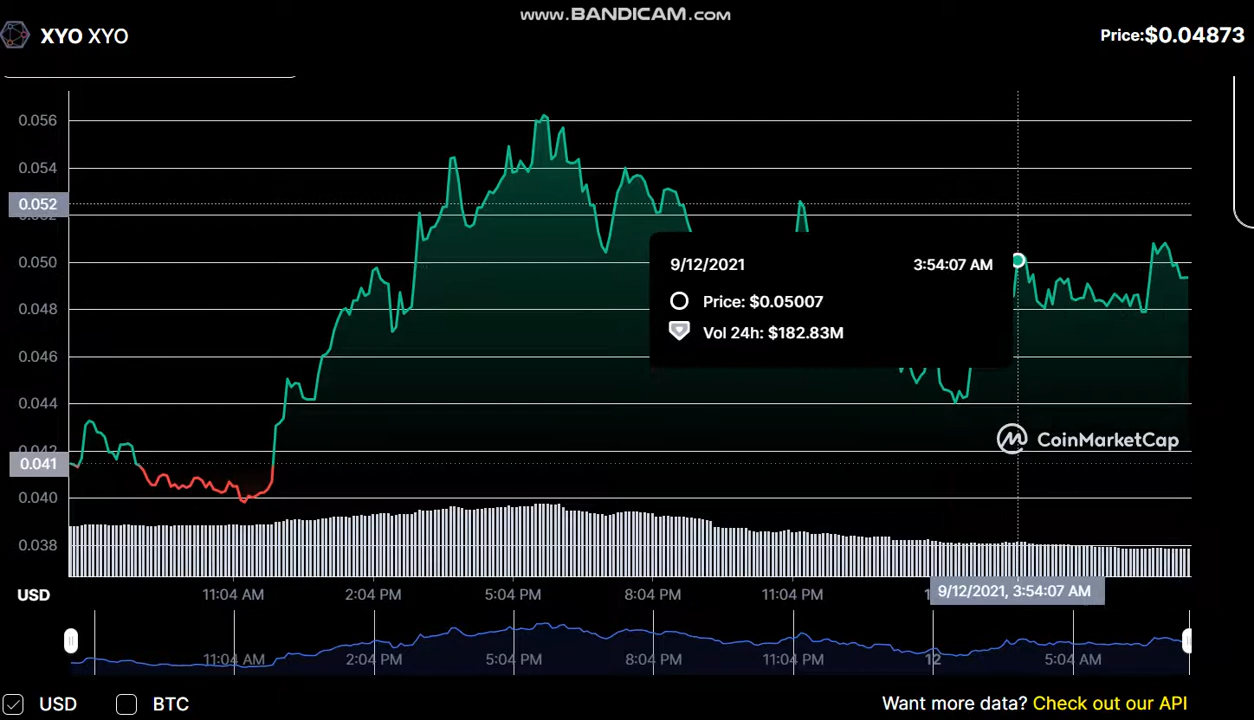 www.BANDICAM.com
XYO XYO
Price:$0.04873
0.056
0.054
0.052
0.050
0.048
0.046
0.044
0.042
0.041
0.040
0.038
9/12/2021 3:54:07 AM
Price: $0.05007
Vol 24h: $182.83M
CoinMarketCap
USD 11:04 AM 2:04 PM 5:04 PM 8:04 PM 11:04 PM 9/12/2021, 3:54:07 AM
11:04 AM 2:04 PM 5:04 PM 8:04 PM 11:04 PM 12 5:04 AM
USD BTC
Want more data? Check out our API